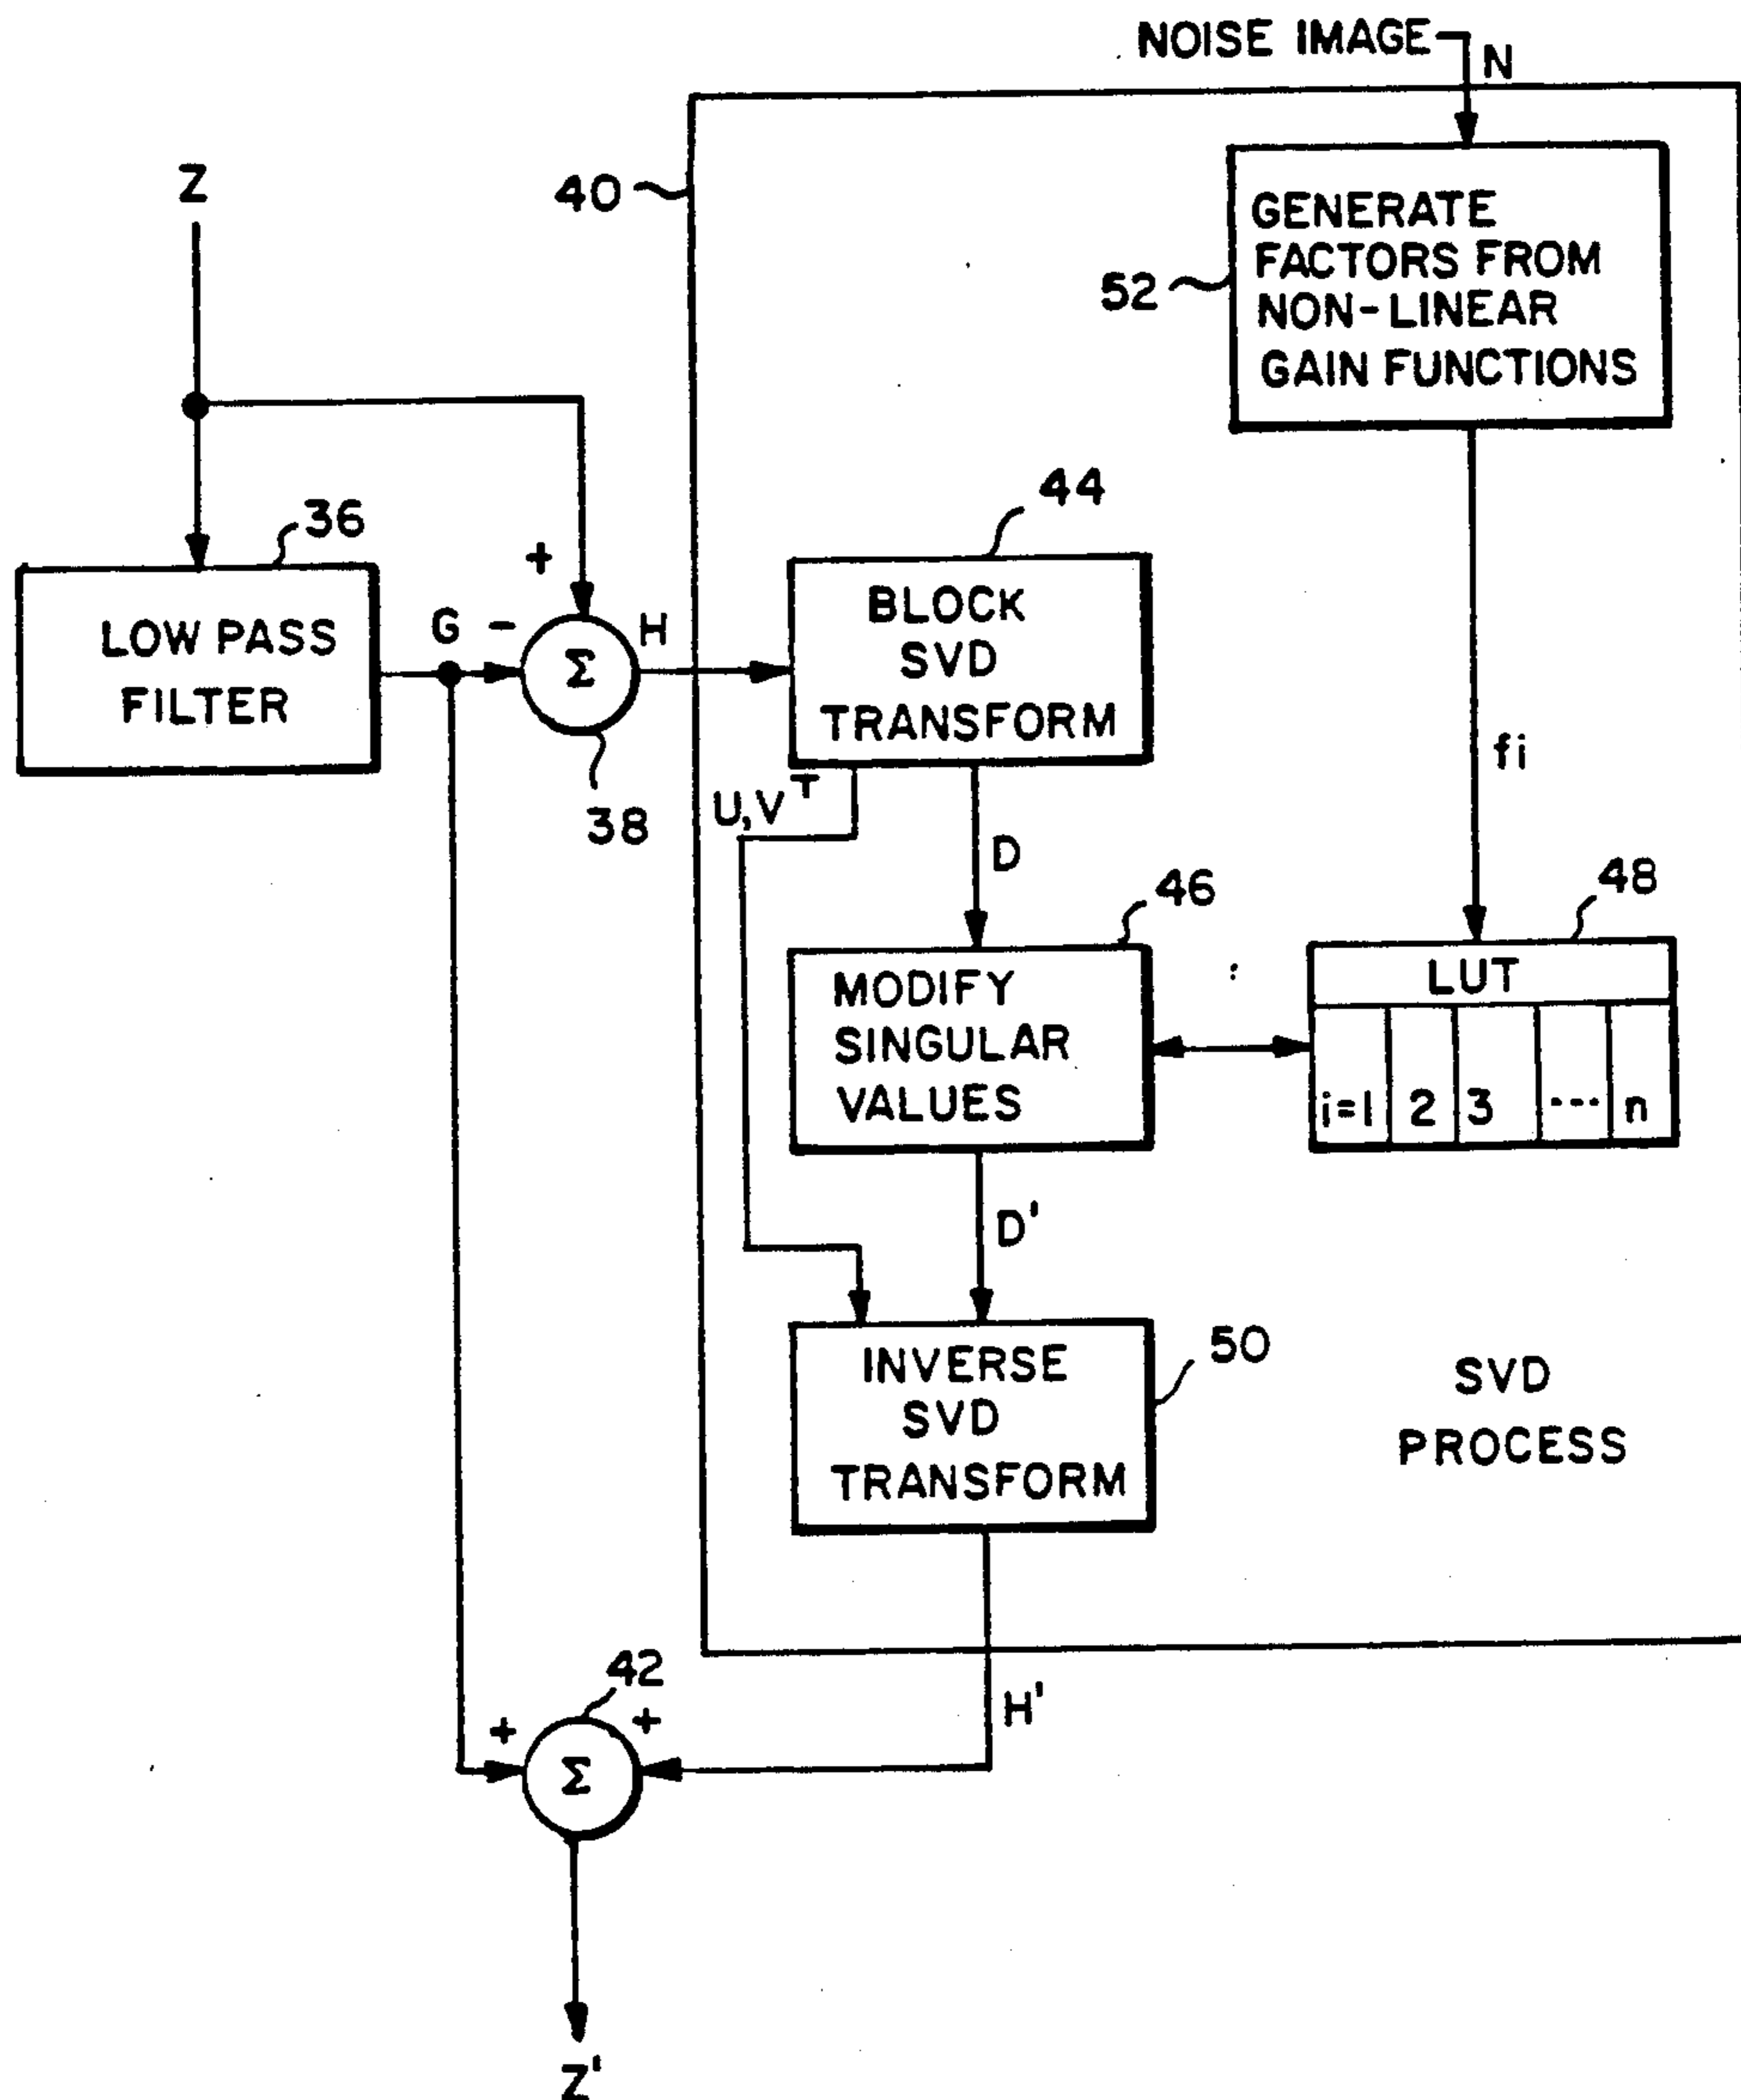 NOISE IMAGE
N
Z
40
GENERATE
FACTORS FROM
NON-LINEAR
GAIN FUNCTIONS
52
36
LOW PASS
FILTER
+
G -
Σ
H
38
44
BLOCK
SVD
TRANSFORM
U,V^T
D
fi
46
MODIFY
SINGULAR
VALUES
48
LUT
i=1 2 3 --- n
D'
INVERSE
SVD
TRANSFORM
50
SVD
PROCESS
42
+ +
Σ
H'
Z'